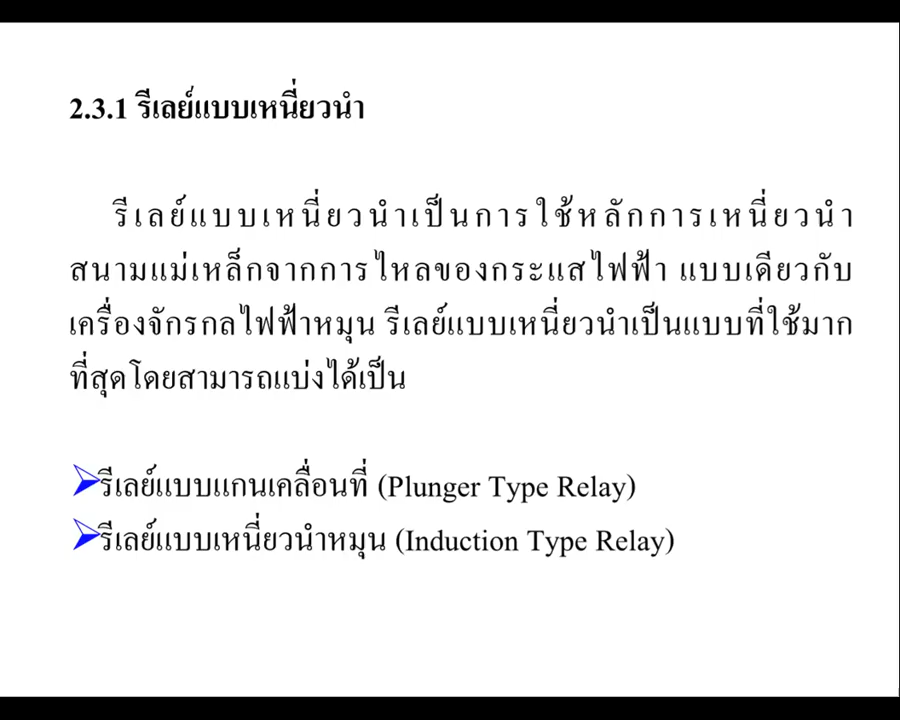 2.3.1 รีเลย์แบบเหนี่ยวนำ
รีเลย์แบบเหนี่ยวนำเป็นการใช้หลักการเหนี่ยวนำ
สนามแม่เหล็กจากการไหลของกระแสไฟฟ้า แบบเดียวกับ
เครื่องจักรกลไฟฟ้าหมุน รีเลย์แบบเหนี่ยวนำเป็นแบบที่ใช้มาก
ที่สุดโดยสามารถแบ่งได้เป็น
รีเลย์แบบแกนเคลื่อนที่ (Plunger Type Relay)
รีเลย์แบบเหนี่ยวนำหมุน (Induction Type Relay)